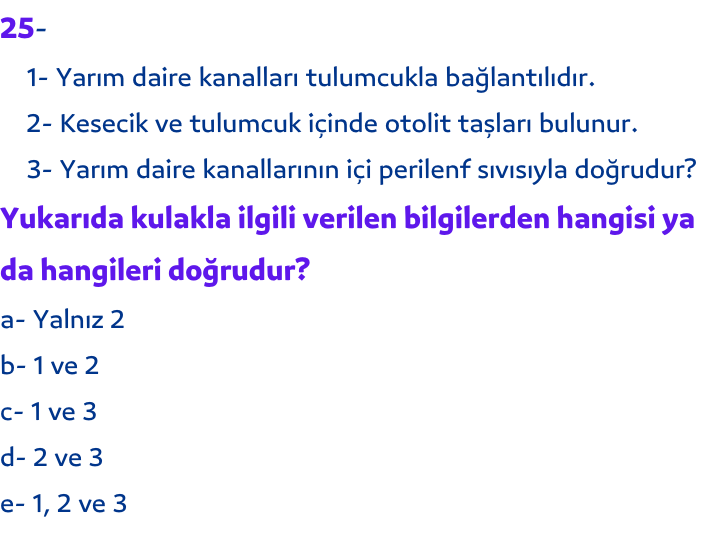 25-
1- Yarım daire kanalları tulumcukla bağlantılıdır.
2- Kesecik ve tulumcuk içinde otolit taşları bulunur.
3- Yarım daire kanallarının içi perilenf sıvısıyla doğrudur?
Yukarıda kulakla ilgili verilen bilgilerden hangisi ya
da hangileri doğrudur?
a- Yalnız 2
b- 1 ve 2
c- 1 ve 3
d- 2 ve 3
e- 1, 2 ve 3